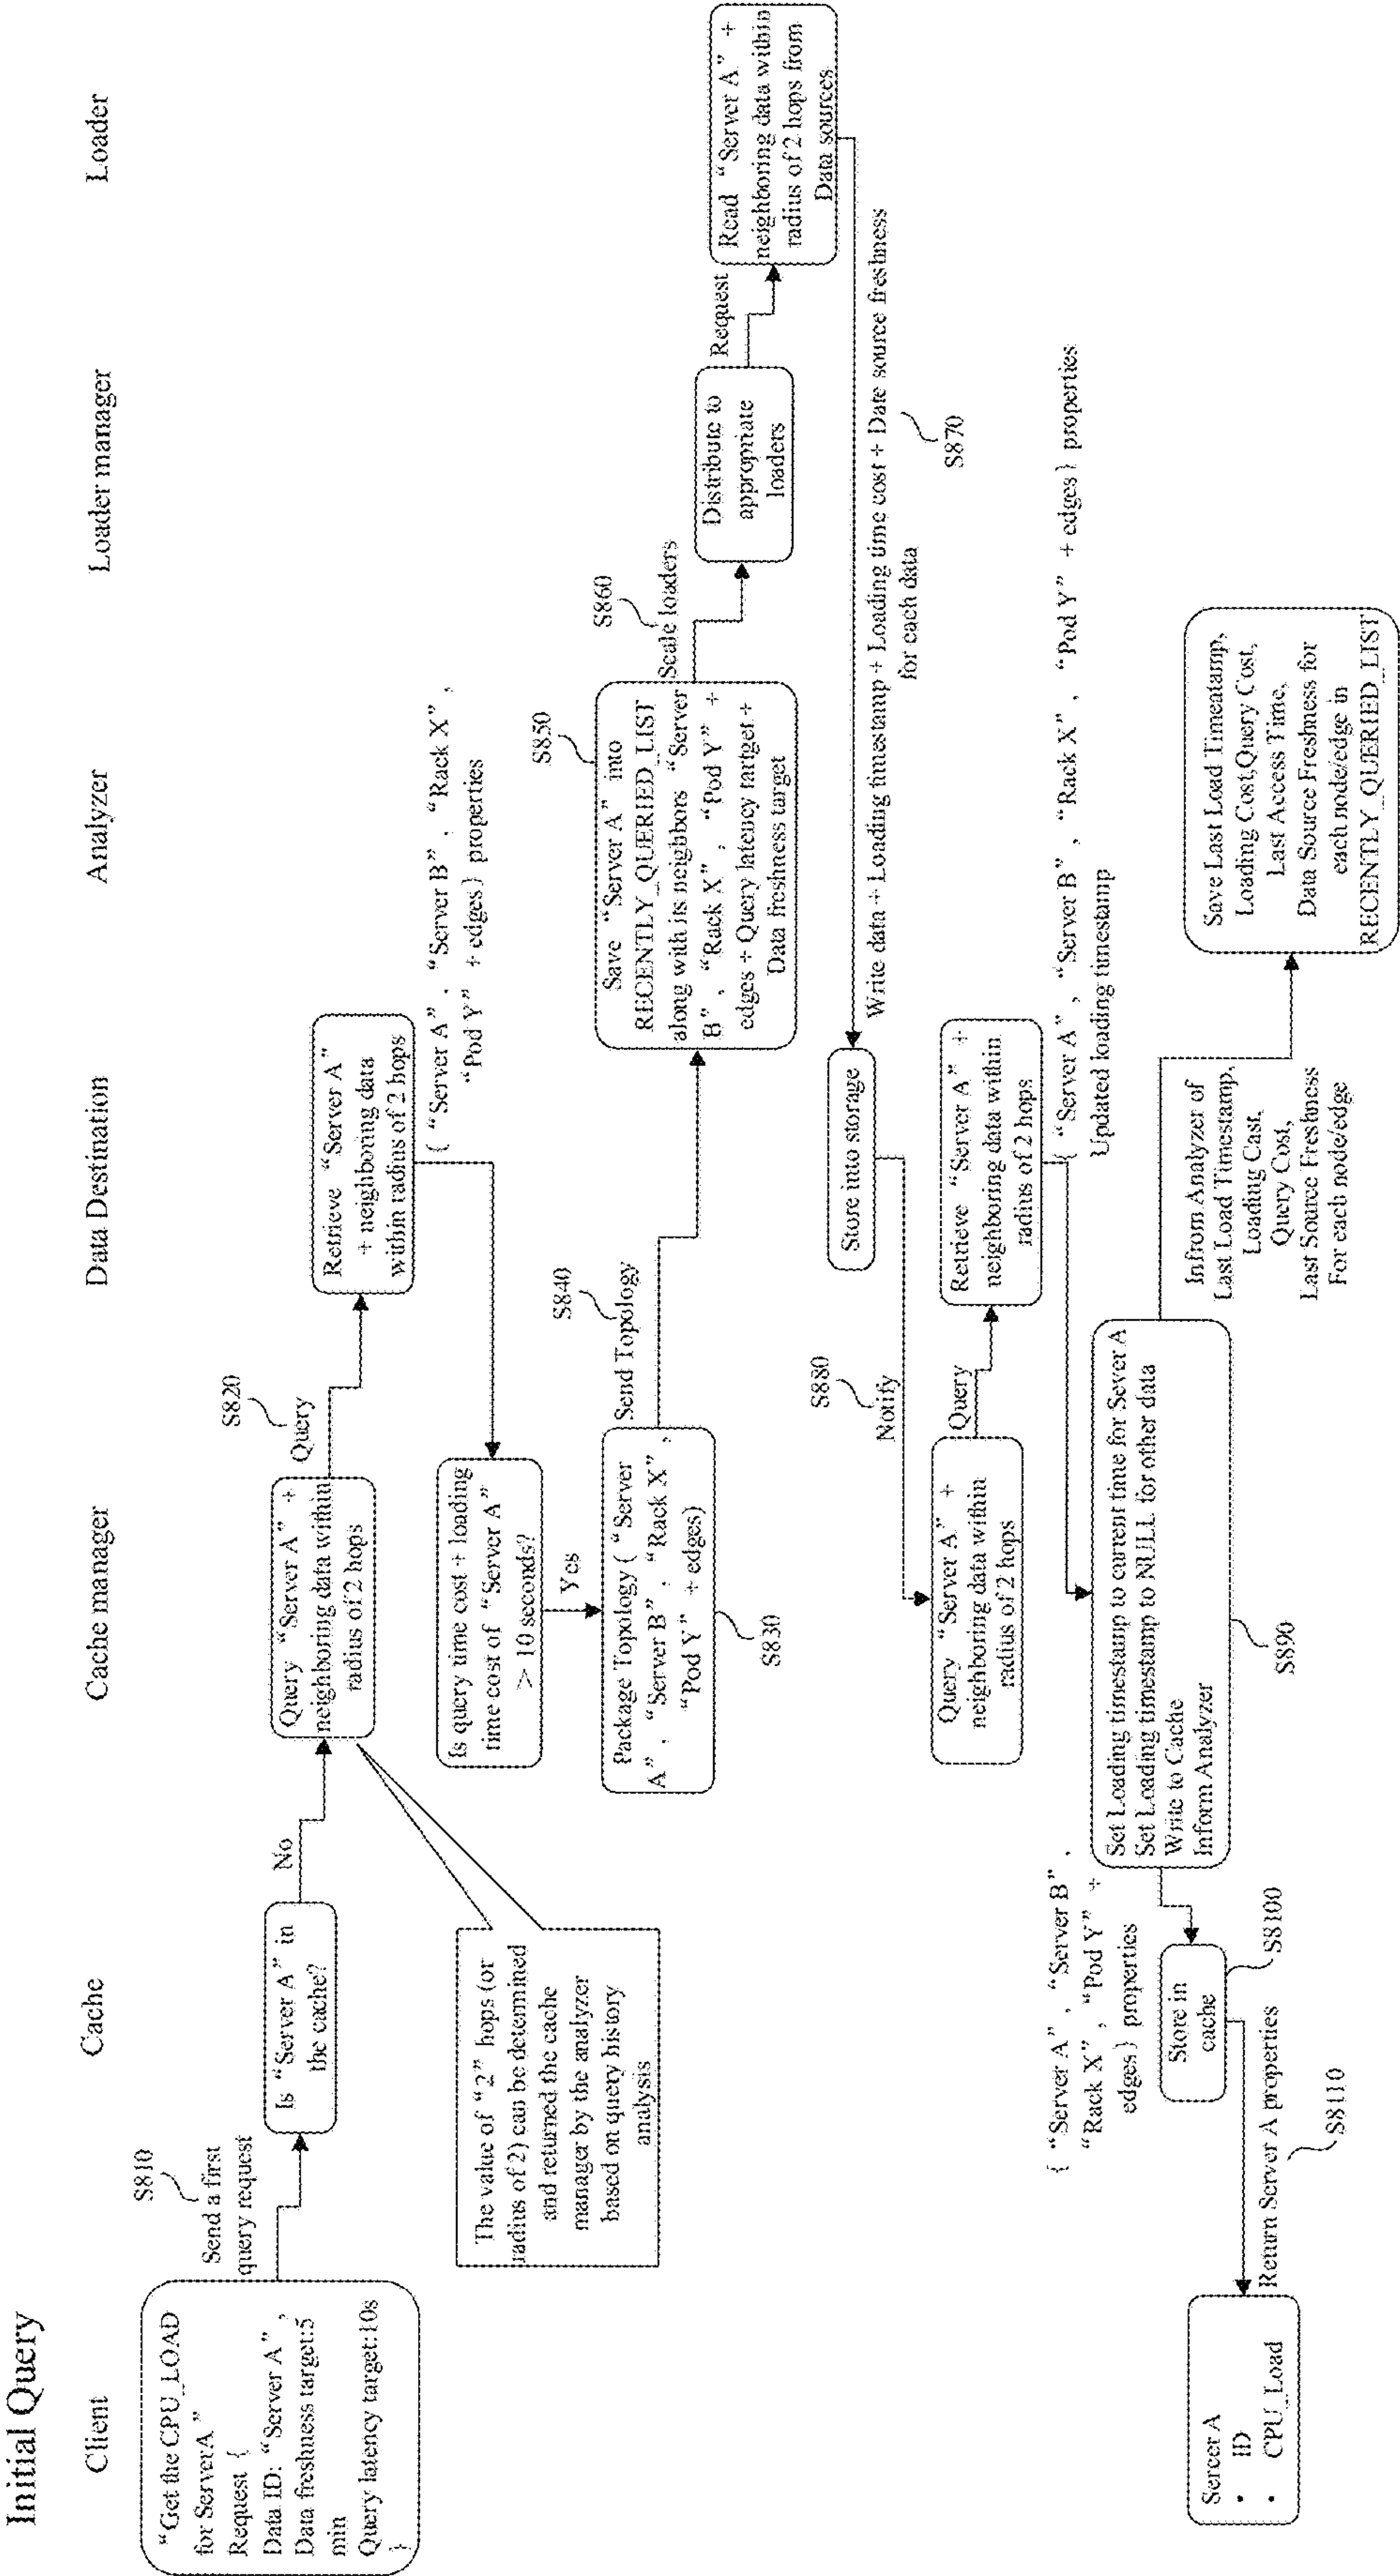 Initial Query
Client
Cache
Cache manager
Data Destination
Analyzer
Loader manager
Loader
“Get the CPU_LOAD
for ServerA”
Request {
Data ID: “Server A”,
Data freshness target:5
min
Query latency target:10s
}
S810
Send a first
query request
Is “Server A” in
the cache?
No
Query “Server A” +
neighboring data within
radius of 2 hops
S820
Query
Retrieve “Server A”
+ neighboring data
within radius of 2 hops
{ “Server A”, “Server B”, “Rack X”,
“Pod Y” + edges} properties
The value of “2” hops (or
radius of 2) can be determined
and returned the cache
manager by the analyzer
based on query history
analysis
Is query time cost + loading
time cost of “Server A”
> 10 seconds?
Yes
Package Topology ( “Server
A”, “Server B”, “Rack X”,
“Pod Y” + edges)
S830
S840
Send Topology
S850
Save “Server A” into
RECENTLY_QUERIED_LIST
along with its neighbors “Server
B”, “Rack X”, “Pod Y” +
edges + Query latency tartget +
Data freshness target
S860
Scale loaders
Distribute to
appropriate
loaders
Request
Read “Server A” +
neighboring data within
radius of 2 hops from
Data sources
Write data + Loading timestamp + Loading time cost + Date source freshness
for each data
S870
Store into storage
S880
Notify
Query “Server A” +
neighboring data within
radius of 2 hops
Query
Retrieve “Server A” +
neighboring data within
radius of 2 hops
{ “Server A”, “Server B”, “Rack X”, “Pod Y” + edges} properties
Updated loading timestamp
Set Loading timestamp to current time for Sever A
Set Loading timestamp to NULL for other data
Write to Cache
Inform Analyzer
S890
Infrom Analyzer of
Last Load Timestamp,
Loading Cast,
Query Cost,
Last Source Freshness
For each node/edge
Save Last Load Timeatamp,
Loading Cost,Query Cost,
Last Access Time,
Data Source Freshness for
each node/edge in
RECENTLY_QUERIED_LIST
{ “Server A”, “Server B”,
“Rack X”, “Pod Y” +
edges} properties
Store in
cache
S8100
Return Server A properties
S8110
Sercer A
• ID
• CPU_Load